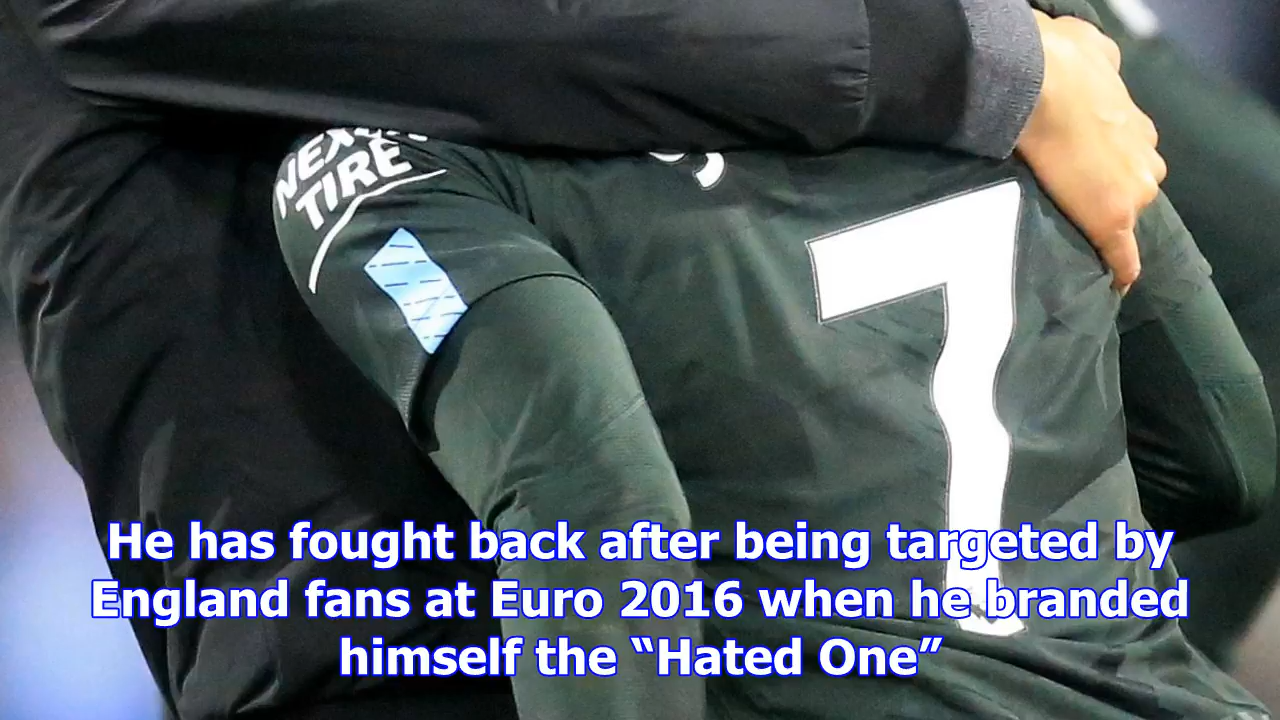 TIRE
7
He has fought back after being targeted by
England fans at Euro 2016 when he branded
himself the “Hated One”